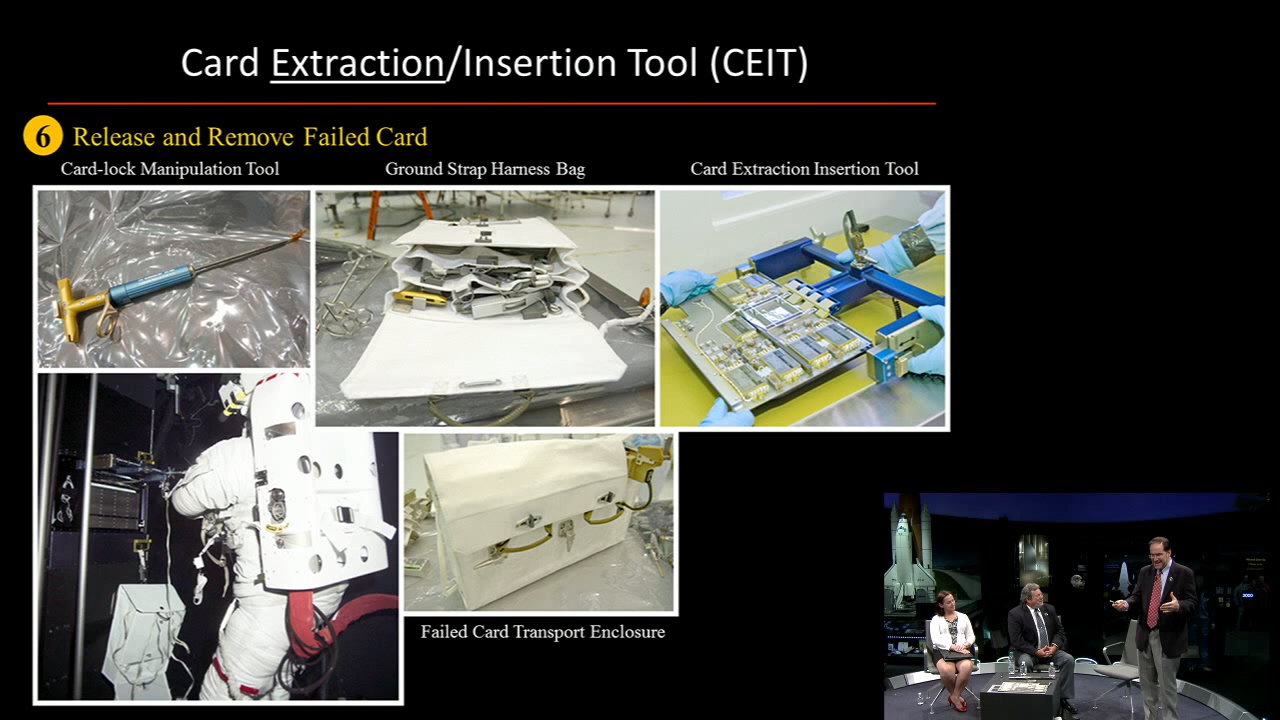 Card Extraction/Insertion Tool (CEIT)
6 Release and Remove Failed Card
Card-lock Manipulation Tool
Ground Strap Harness Bag
Card Extraction Insertion Tool
Failed Card Transport Enclosure
2000